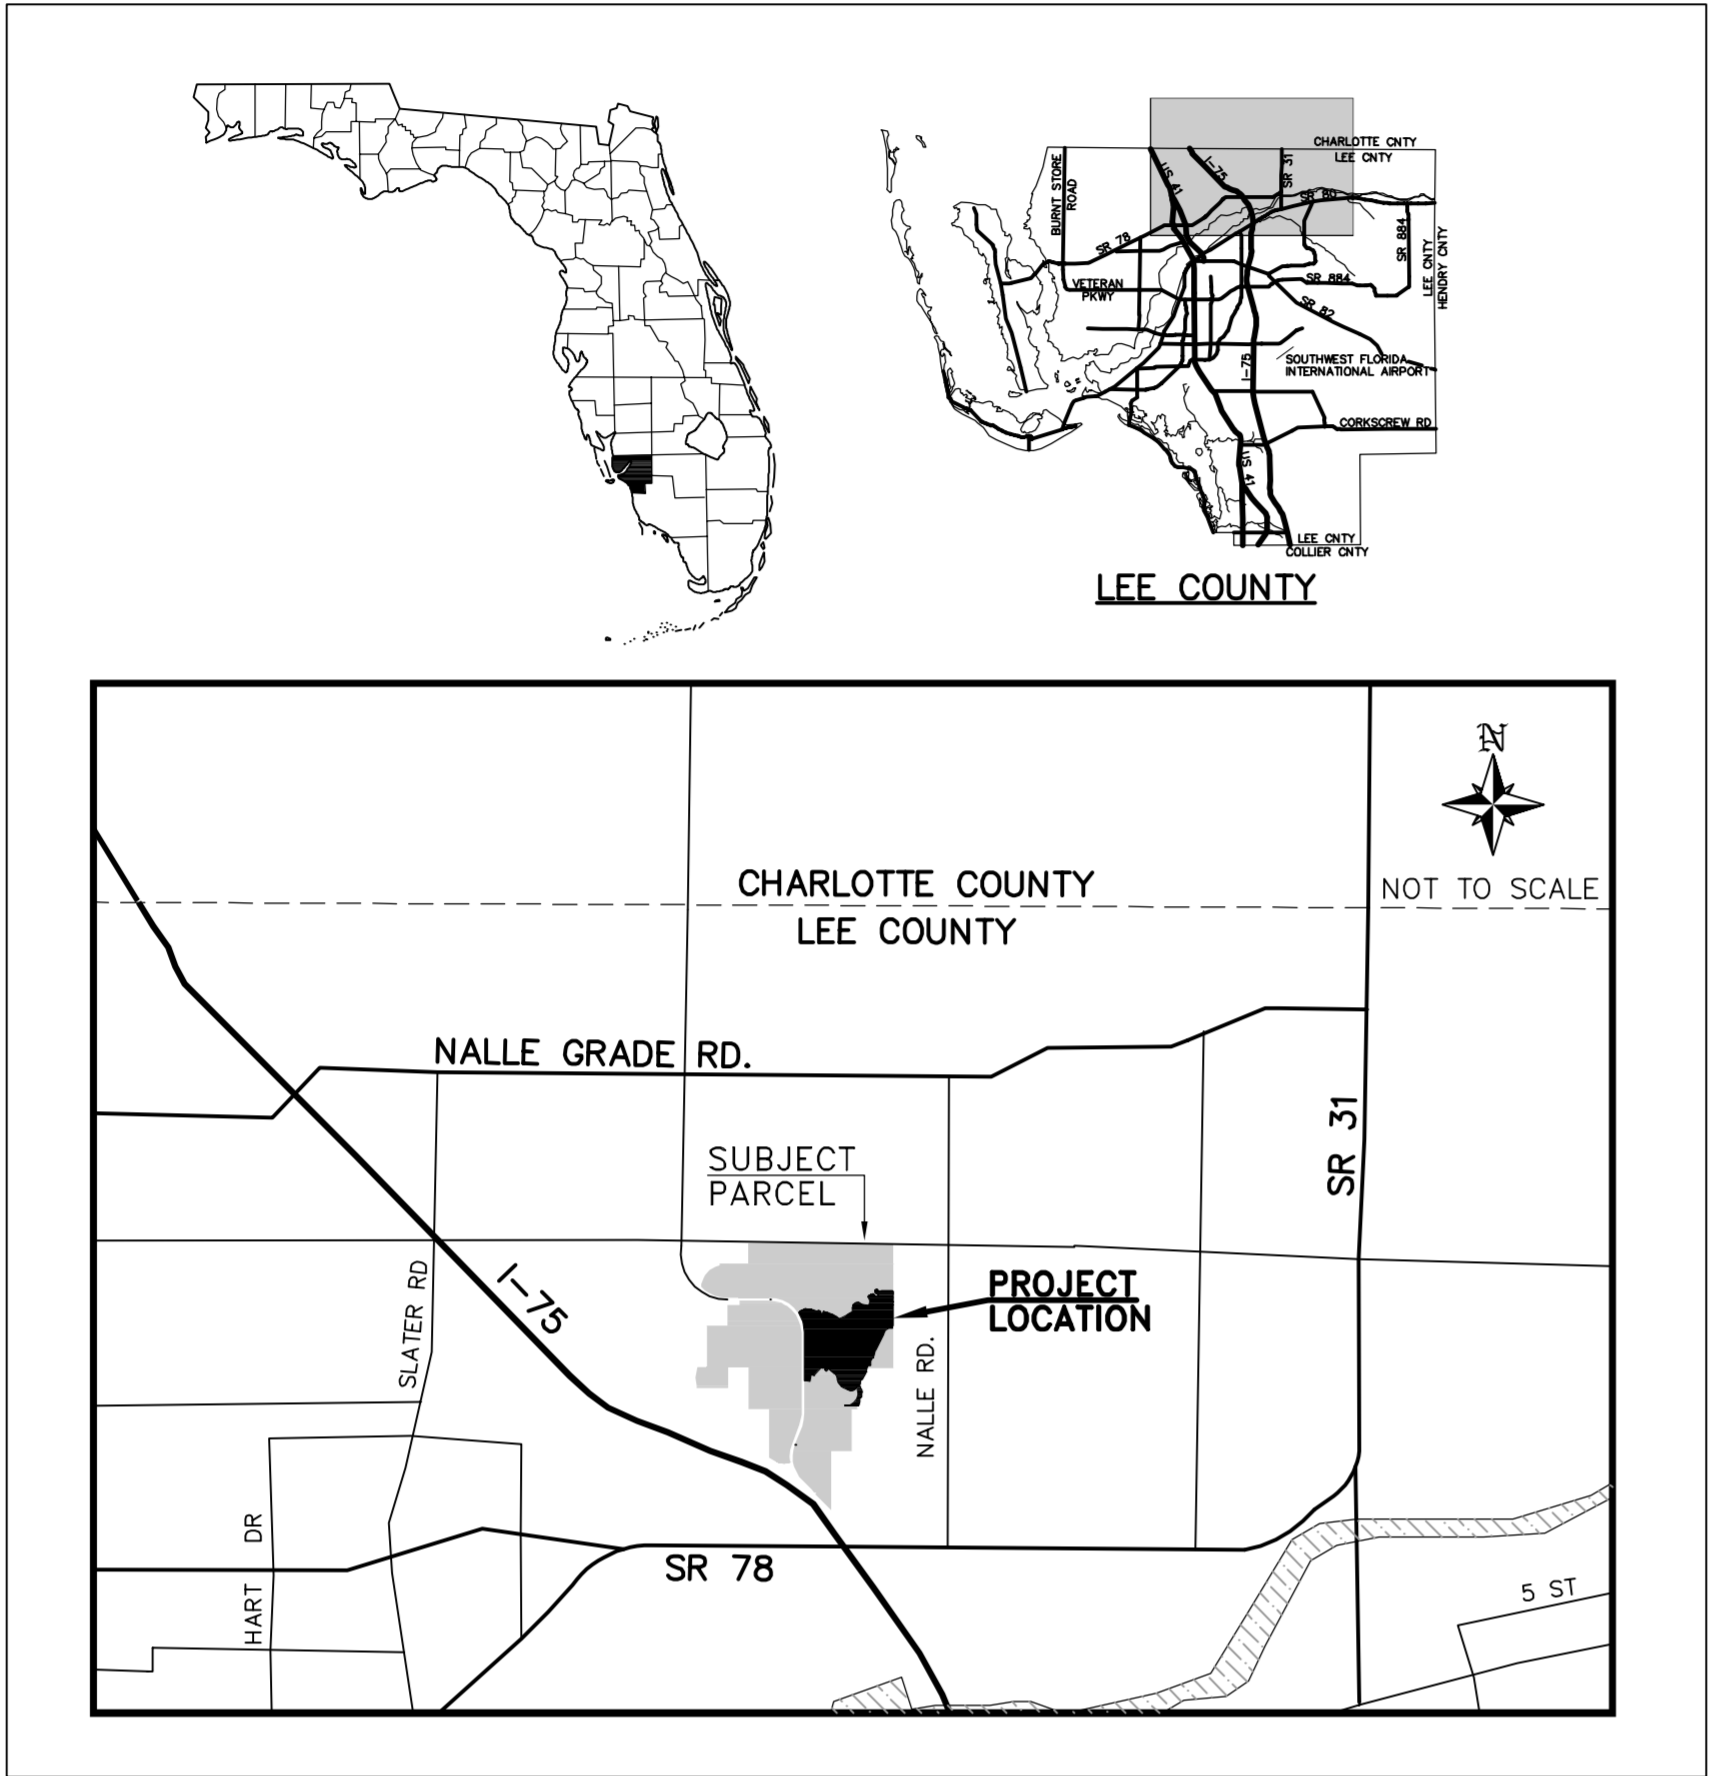 CHARLOTTE CNTY
LEE CNTY
BURNT STORE
ROAD
US 41
I-75
SR 31
SR 80
SR 78
SR 884
LEE CNTY
HENDRY CNTY
VETERAN
PKWY
SR 884
SR 82
I-75
SOUTHWEST FLORIDA
INTERNATIONAL AIRPORT
CORKSCREW RD
US 41
LEE CNTY
COLLIER CNTY
LEE COUNTY
N
NOT TO SCALE
CHARLOTTE COUNTY
LEE COUNTY
NALLE GRADE RD.
SR 31
SUBJECT
PARCEL
SLATER RD
I-75
PROJECT
LOCATION
NALLE RD.
HART DR
SR 78
5 ST